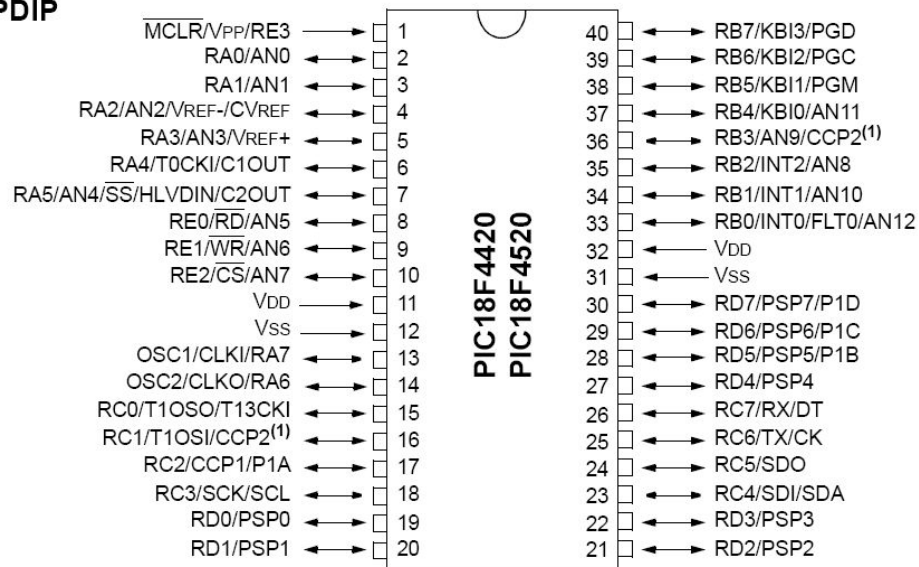 PDIP
MCLR/VPP/RE3 1 40 RB7/KBI3/PGD
RA0/AN0 2 39 RB6/KBI2/PGC
RA1/AN1 3 38 RB5/KBI1/PGM
RA2/AN2/VREF-/CVREF 4 37 RB4/KBI0/AN11
RA3/AN3/VREF+ 5 36 RB3/AN9/CCP2(1)
RA4/T0CKI/C1OUT 6 35 RB2/INT2/AN8
RA5/AN4/SS/HLVDIN/C2OUT 7 34 RB1/INT1/AN10
RE0/RD/AN5 8 33 RB0/INT0/FLT0/AN12
RE1/WR/AN6 9 32 VDD
RE2/CS/AN7 10 31 VSS
VDD 11 30 RD7/PSP7/P1D
VSS 12 29 RD6/PSP6/P1C
OSC1/CLKI/RA7 13 28 RD5/PSP5/P1B
OSC2/CLKO/RA6 14 27 RD4/PSP4
RC0/T1OSO/T13CKI 15 26 RC7/RX/DT
RC1/T1OSI/CCP2(1) 16 25 RC6/TX/CK
RC2/CCP1/P1A 17 24 RC5/SDO
RC3/SCK/SCL 18 23 RC4/SDI/SDA
RD0/PSP0 19 22 RD3/PSP3
RD1/PSP1 20 21 RD2/PSP2
PIC18F4420
PIC18F4520